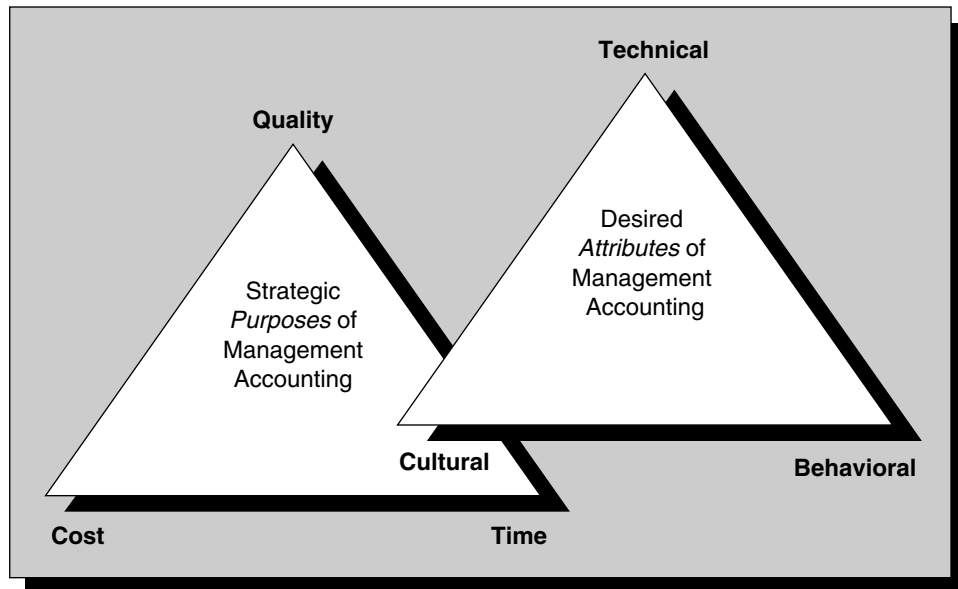 Technical
Quality
Desired
Attributes of
Management
Accounting
Strategic
Purposes of
Management
Accounting
Cultural
Behavioral
Cost
Time